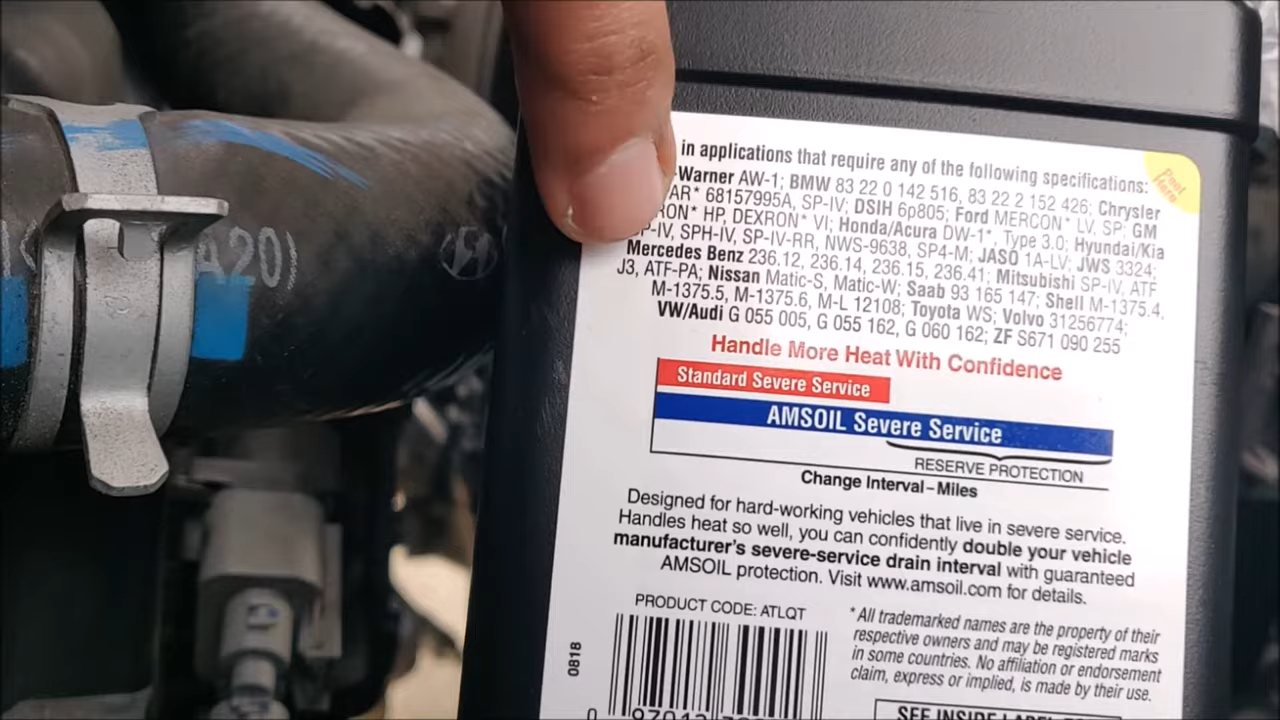 A20)
Peel
Here
in applications that require any of the following specifications:
-Warner AW-1; BMW 83 22 0 142 516, 83 22 2 152 426; Chrysler
AR* 68157995A, SP-IV; DSIH 6p805; Ford MERCON* LV, SP; GM
RON* HP, DEXRON* VI; Honda/Acura DW-1*, Type 3.0; Hyundai/Kia
P-IV, SPH-IV, SP-IV-RR, NWS-9638, SP4-M; JASO 1A-LV; JWS 3324;
Mercedes Benz 236.12, 236.14, 236.15, 236.41; Mitsubishi SP-IV, ATF
J3, ATF-PA; Nissan Matic-S, Matic-W; Saab 93 165 147; Shell M-1375.4,
M-1375.5, M-1375.6, M-L 12108; Toyota WS; Volvo 31256774;
VW/Audi G 055 005, G 055 162, G 060 162; ZF S671 090 255
Handle More Heat With Confidence
Standard Severe Service
AMSOIL Severe Service
RESERVE PROTECTION
Change Interval–Miles
Designed for hard-working vehicles that live in severe service.
Handles heat so well, you can confidently double your vehicle
manufacturer's severe-service drain interval with guaranteed
AMSOIL protection. Visit www.amsoil.com for details.
PRODUCT CODE: ATLQT
0818
*All trademarked names are the property of their
respective owners and may be registered marks
in some countries. No affiliation or endorsement
claim, express or implied, is made by their use.
SEE INSIDE LABEL